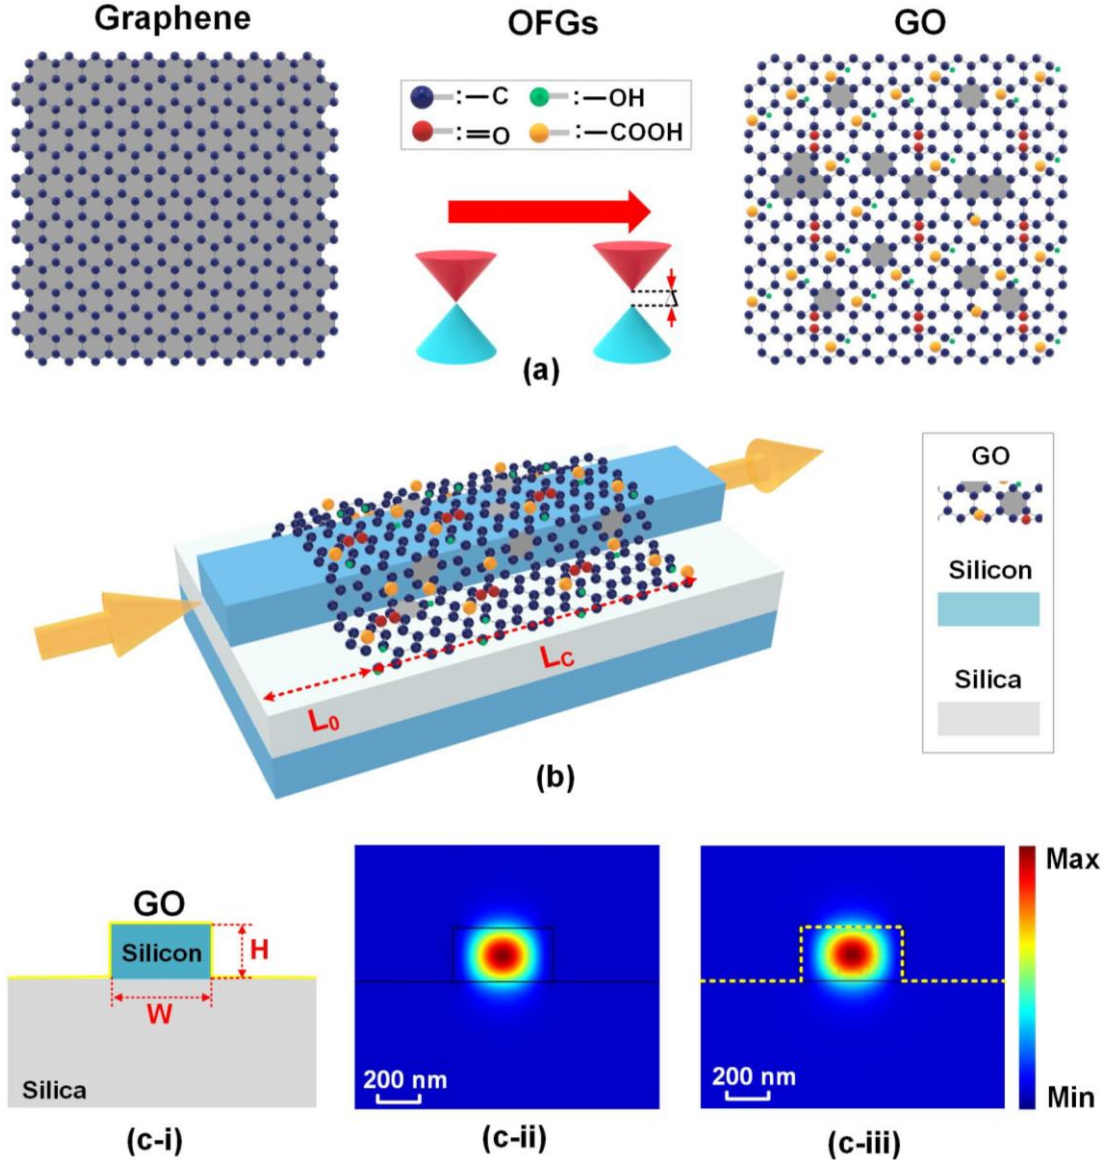 Graphene
OFGs
GO
:—C
:—OH
:=O
:—COOH
Δ
(a)
GO
Silicon
Silica
L₀
L_C
(b)
GO
Silicon
H
W
Silica
(c-i)
200 nm
(c-ii)
200 nm
(c-iii)
Max
Min